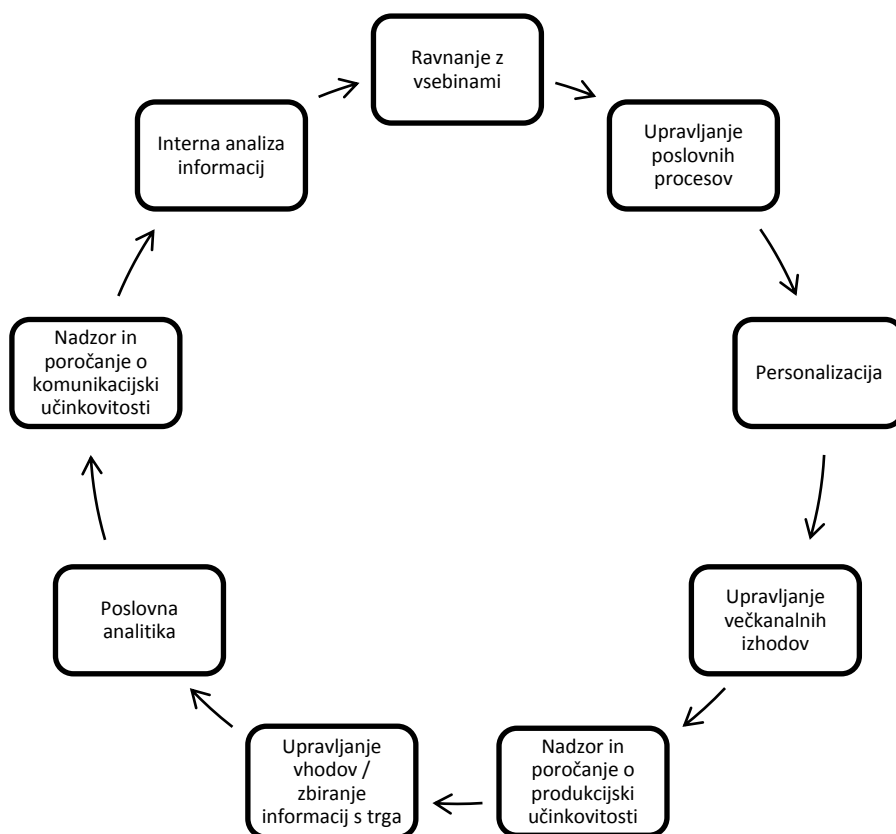 Ravnanje z
vsebinami
Upravljanje
poslovnih
procesov
Personalizacija
Upravljanje
večkanalnih
izhodov
Nadzor in
poročanje o
produkcijski
učinkovitosti
Upravljanje
vhodov /
zbiranje
informacij s trga
Poslovna
analitika
Nadzor in
poročanje o
komunikacijski
učinkovitosti
Interna analiza
informacij